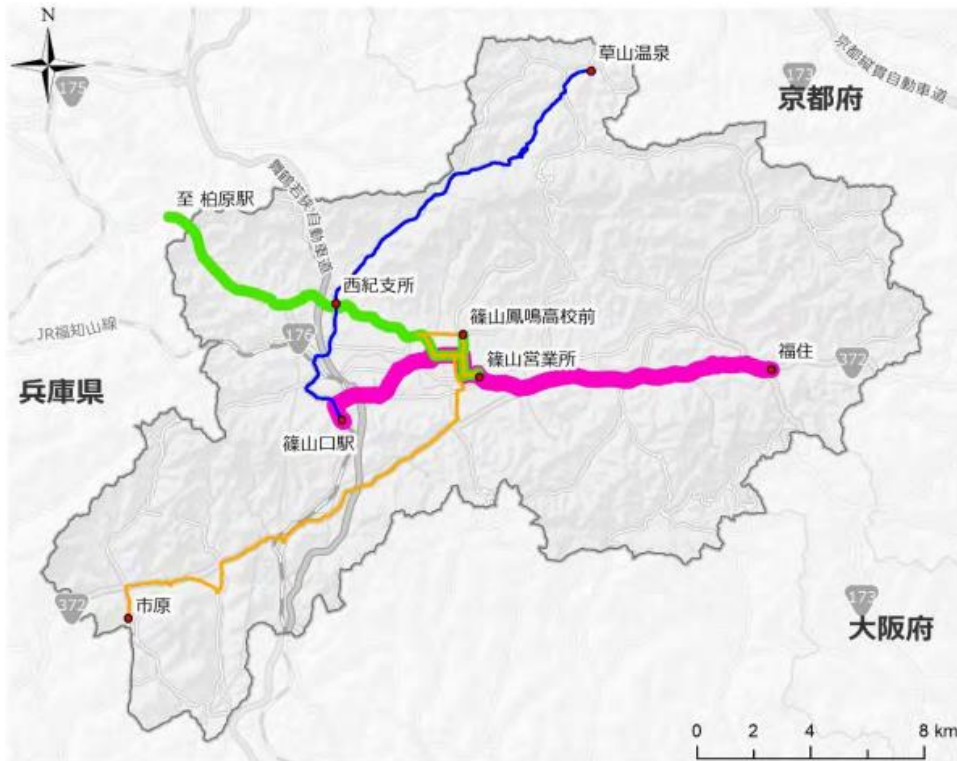 N
草山温泉
175
173
京都府
京都縦貫自動車道
至 柏原駅
舞鶴若狭自動車道
西紀支所
JR福知山線
176
篠山鳳鳴高校前
篠山営業所
福住
372
兵庫県
篠山口駅
372
市原
173
大阪府
0 2 4 8 km